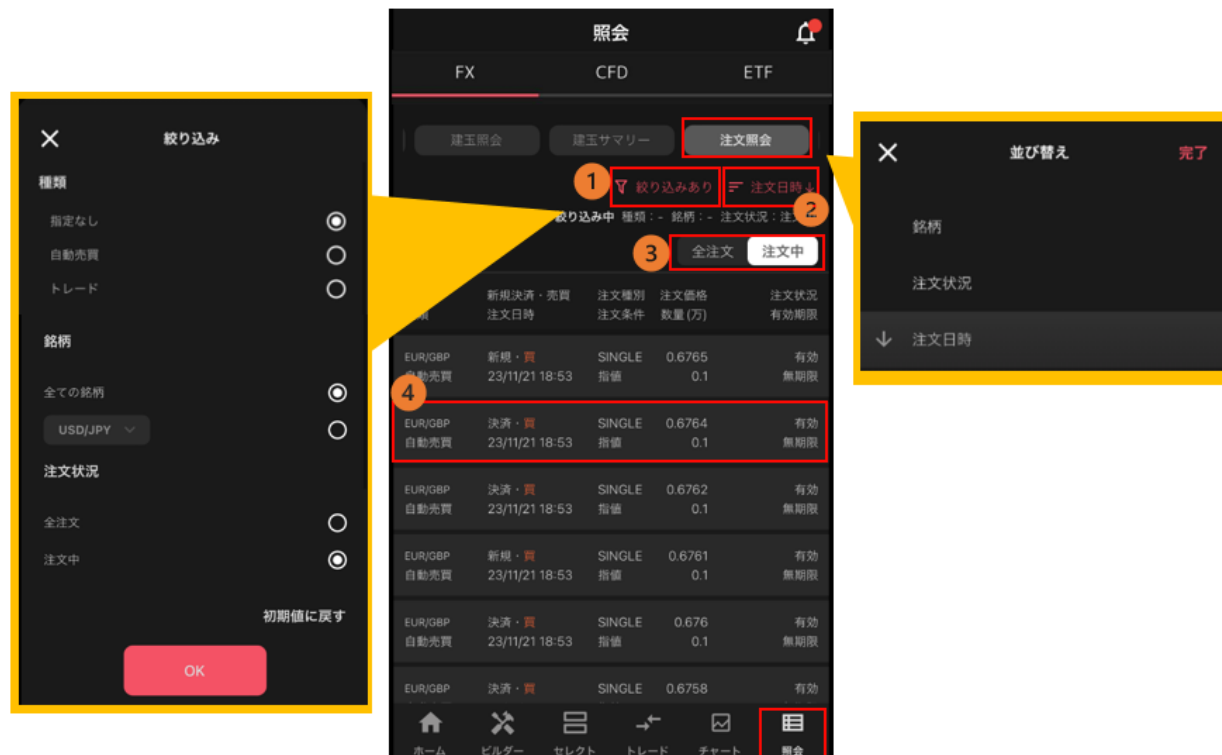 絞り込み
種類
指定なし
自動売買
トレード
銘柄
全ての銘柄
USD/JPY
注文状況
全注文
注文中
初期値に戻す
OK
照会
FX CFD ETF
建玉照会 建玉サマリー 注文照会
1 絞り込みあり 注文日時↓
2
絞り込み中 種類：- 銘柄：- 注文状況：注
3 全注文 注文中
新規決済・売買 注文種別 注文価格 注文状況
注文日時 注文条件 数量(万) 有効期限
EUR/GBP 新規・買 SINGLE 0.6765 有効
売買 23/11/21 18:53 指値 0.1 無期限
4
EUR/GBP 決済・買 SINGLE 0.6764 有効
自動売買 23/11/21 18:53 指値 0.1 無期限
EUR/GBP 決済・買 SINGLE 0.6762 有効
自動売買 23/11/21 18:53 指値 0.1 無期限
EUR/GBP 新規・買 SINGLE 0.6761 有効
自動売買 23/11/21 18:53 指値 0.1 無期限
EUR/GBP 決済・買 SINGLE 0.676 有効
自動売買 23/11/21 18:53 指値 0.1 無期限
EUR/GBP 決済・買 SINGLE 0.6758 有効
ホーム ビルダー セレクト トレード チャート 照会
並び替え 完了
銘柄
注文状況
↓ 注文日時